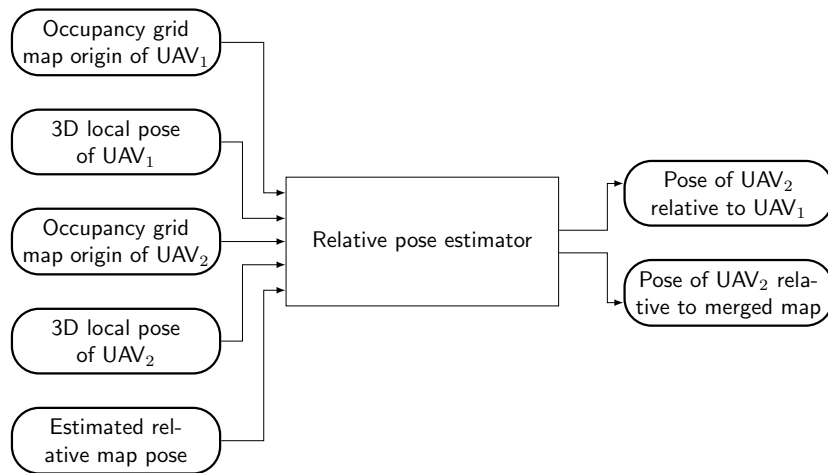 Occupancy grid
map origin of UAV₁
3D local pose
of UAV₁
Occupancy grid
map origin of UAV₂
3D local pose
of UAV₂
Estimated rel-
ative map pose
Relative pose estimator
Pose of UAV₂
relative to UAV₁
Pose of UAV₂ rela-
tive to merged map